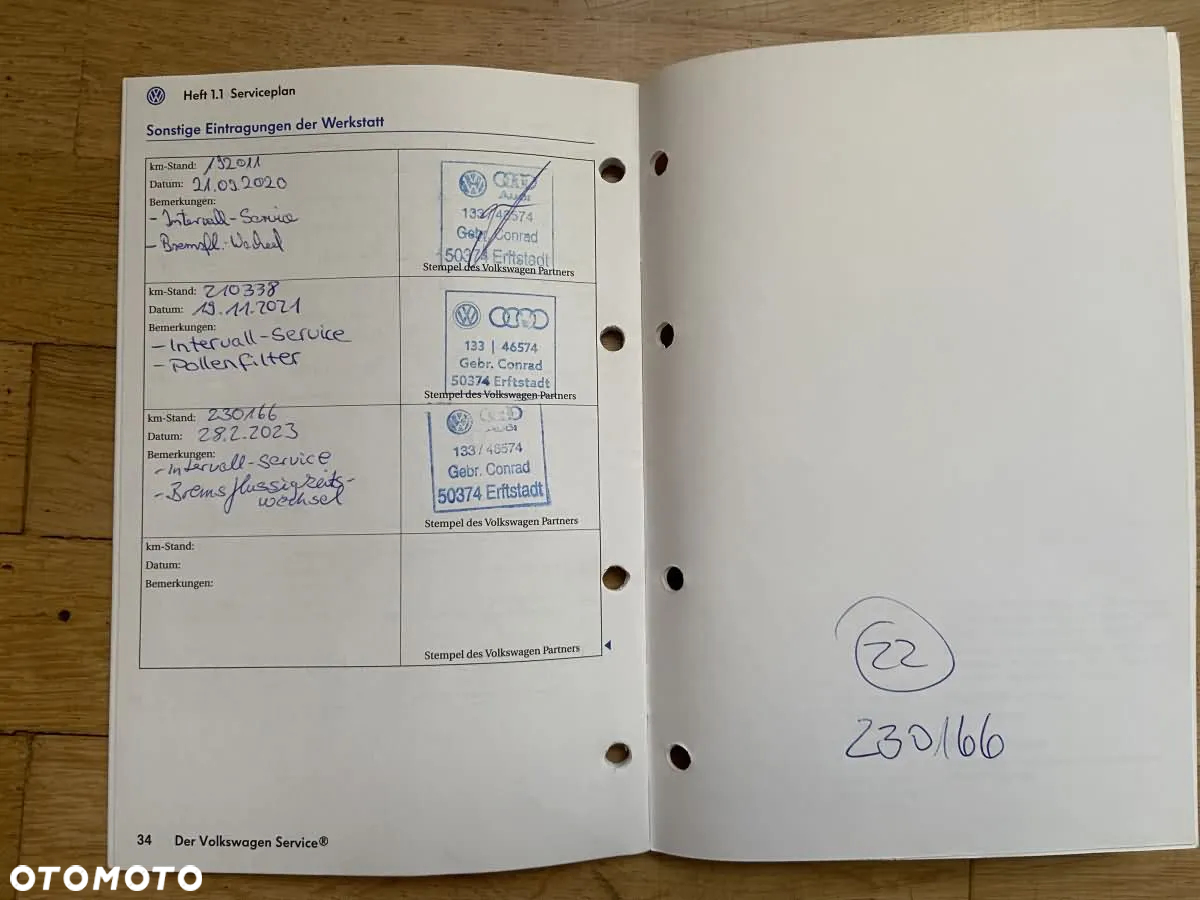 Heft 1.1 Serviceplan
Sonstige Eintragungen der Werkstatt
km-Stand: 192011
Datum: 21.09.2020
Bemerkungen:
- Intervall-Service
- Bremsfl.-Wechsel
Audi
133/46574
Gebr. Conrad
50374 Erftstadt
Stempel des Volkswagen Partners
km-Stand: 210338
Datum: 19.11.2021
Bemerkungen:
- Intervall-Service
- Pollenfilter
133 | 46574
Gebr. Conrad
50374 Erftstadt
Stempel des Volkswagen Partners
km-Stand: 230166
Datum: 28.2.2023
Bemerkungen:
- Intervall-Service
- Bremsflüssigkeits-
wechsel
Audi
133/46574
Gebr. Conrad
50374 Erftstadt
Stempel des Volkswagen Partners
km-Stand:
Datum:
Bemerkungen:
Stempel des Volkswagen Partners
34 Der Volkswagen Service®
22
230166
OTOMOTO